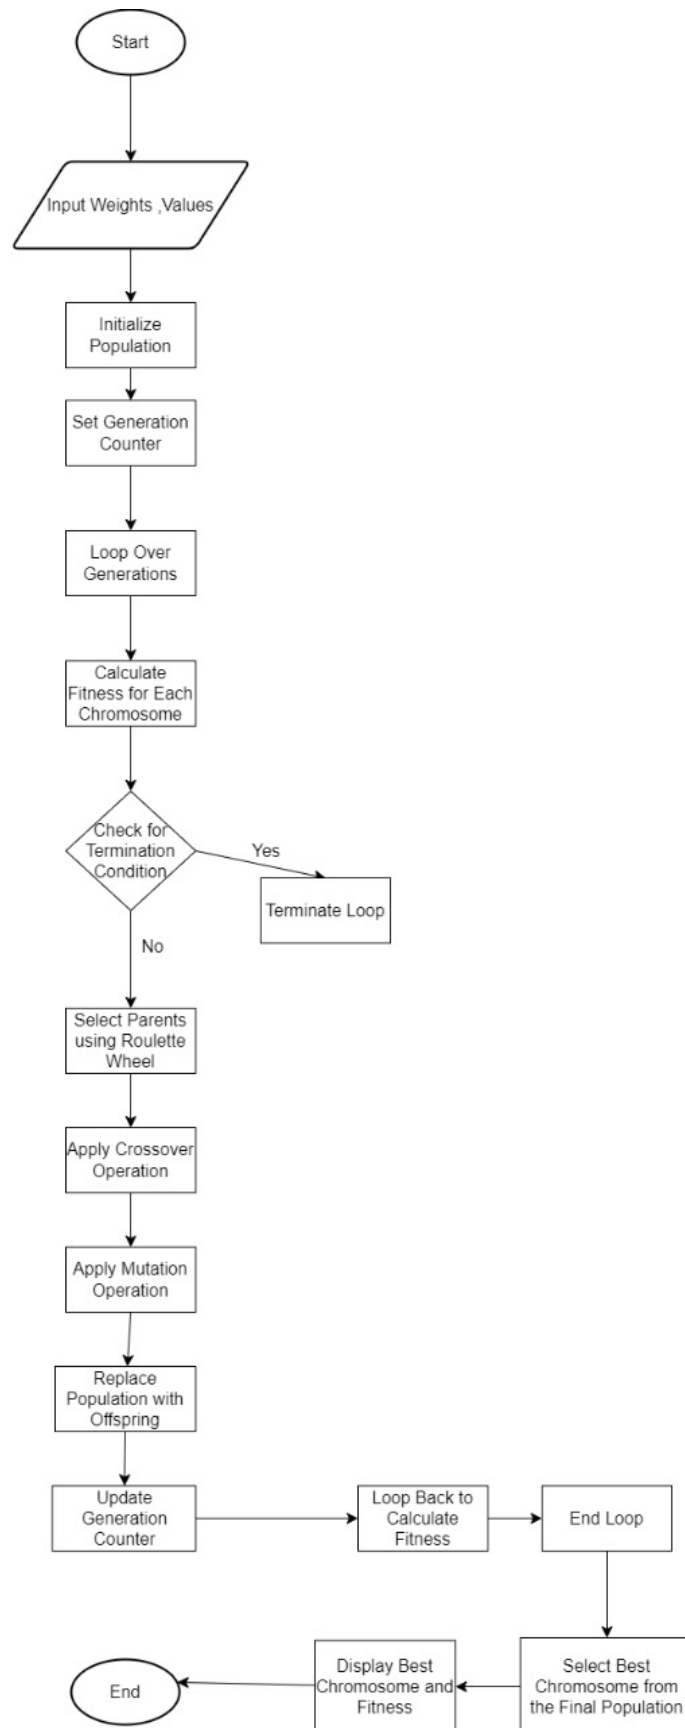 Start
Input Weights ,Values
Initialize
Population
Set Generation
Counter
Loop Over
Generations
Calculate
Fitness for Each
Chromosome
Check for
Termination
Condition
Yes
Terminate Loop
No
Select Parents
using Roulette
Wheel
Apply Crossover
Operation
Apply Mutation
Operation
Replace
Population with
Offspring
Update
Generation
Counter
Loop Back to
Calculate
Fitness
End Loop
Select Best
Chromosome from
the Final Population
Display Best
Chromosome and
Fitness
End